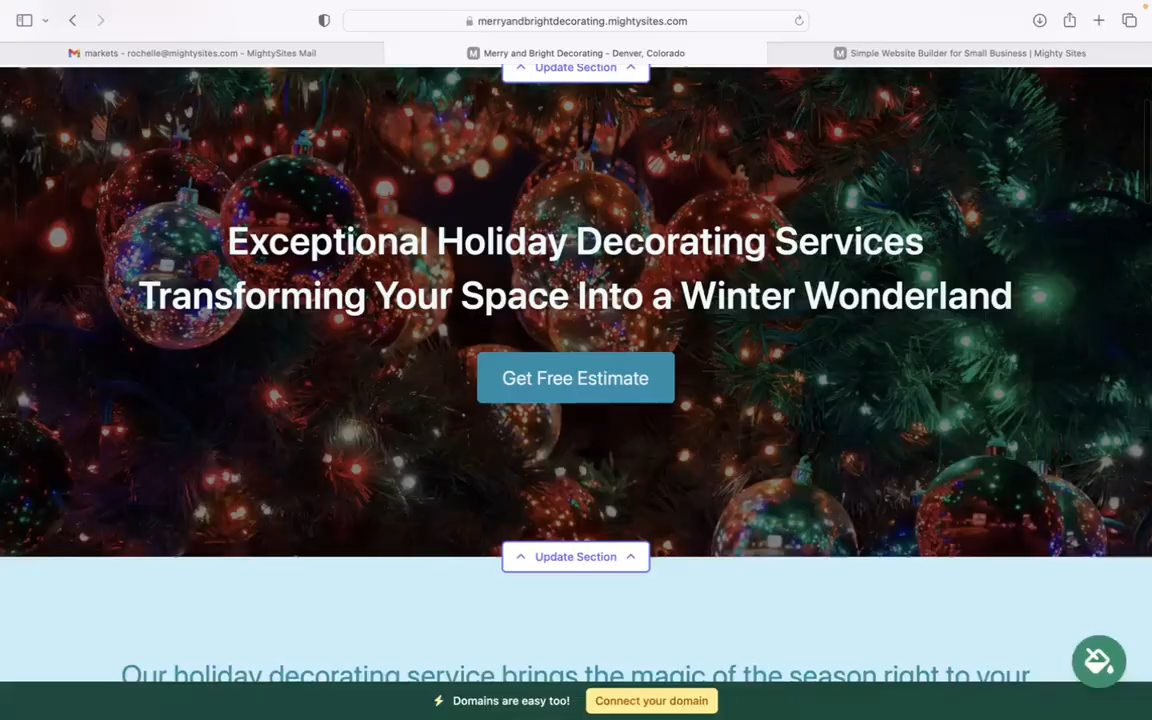 merryandbrightdecorating.mightysites.com
markets - rochelle@mightysites.com - MightySites Mail
Merry and Bright Decorating - Denver, Colorado
Simple Website Builder for Small Business | Mighty Sites
Update Section
Exceptional Holiday Decorating Services
Transforming Your Space Into a Winter Wonderland
Get Free Estimate
Update Section
Our holiday decorating service brings the magic of the season right to your
Domains are easy too!
Connect your domain